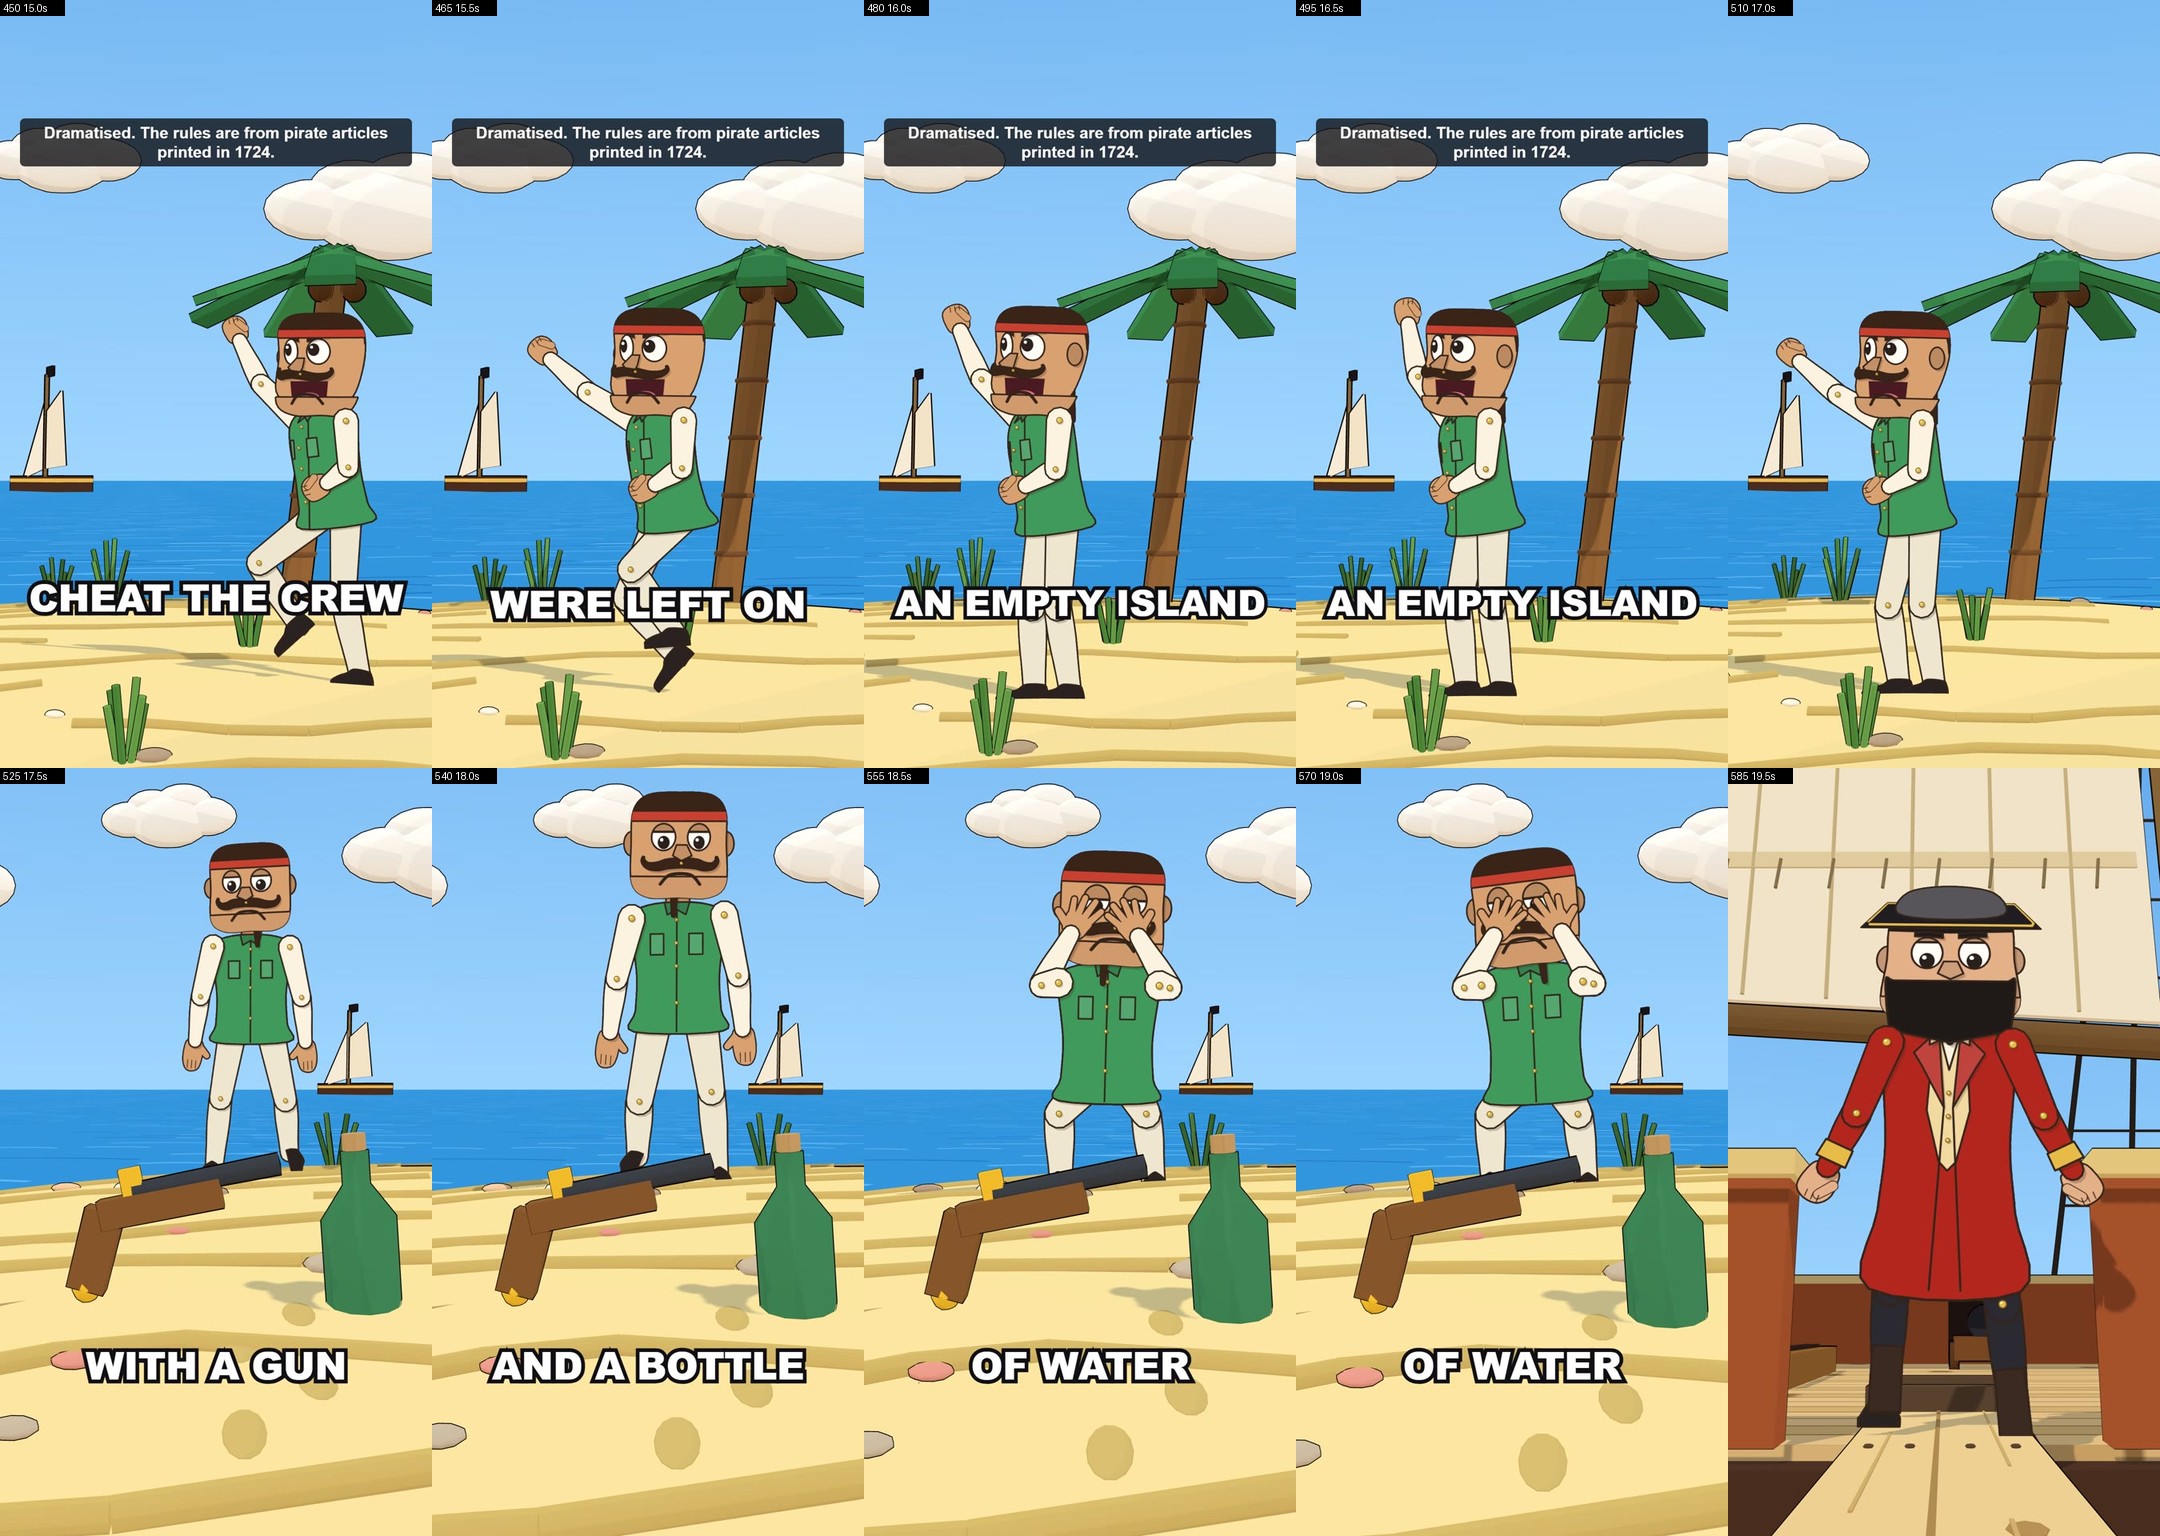 450 15.0s
Dramatised. The rules are from pirate articles
printed in 1724.
CHEAT THE CREW
465 15.5s
Dramatised. The rules are from pirate articles
printed in 1724.
WERE LEFT ON
480 16.0s
Dramatised. The rules are from pirate articles
printed in 1724.
AN EMPTY ISLAND
495 16.5s
Dramatised. The rules are from pirate articles
printed in 1724.
AN EMPTY ISLAND
510 17.0s
525 17.5s
WITH A GUN
540 18.0s
AND A BOTTLE
555 18.5s
OF WATER
570 19.0s
OF WATER
585 19.5s